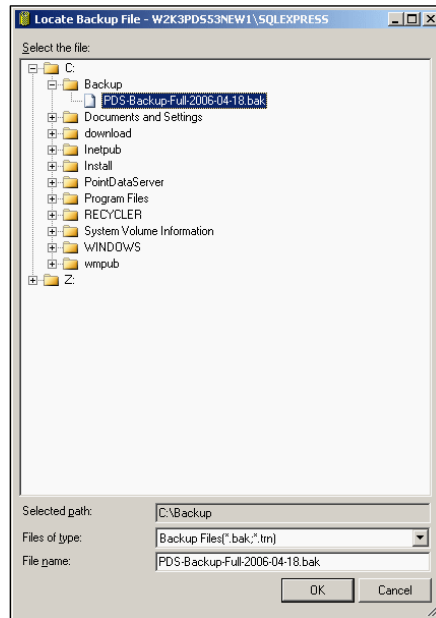 Locate Backup File - W2K3PDS53NEW1\SQLEXPRESS
Select the file:
C:
Backup
PDS-Backup-Full-2006-04-18.bak
Documents and Settings
download
Inetpub
Install
PointDataServer
Program Files
RECYCLER
System Volume Information
WINDOWS
wmpub
Z:
Selected path: C:\Backup
Files of type: Backup Files(*.bak;*.trn)
File name: PDS-Backup-Full-2006-04-18.bak
OK Cancel